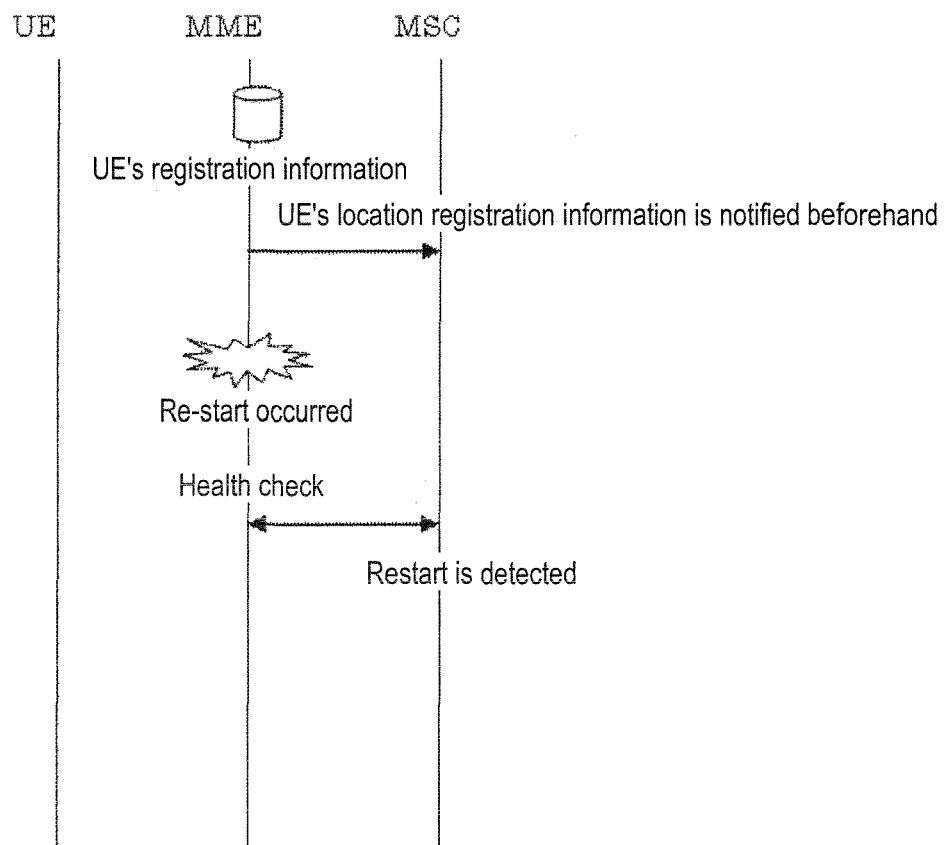 UE MME MSC
UE's registration information
UE's location registration information is notified beforehand
Re-start occurred
Health check
Restart is detected